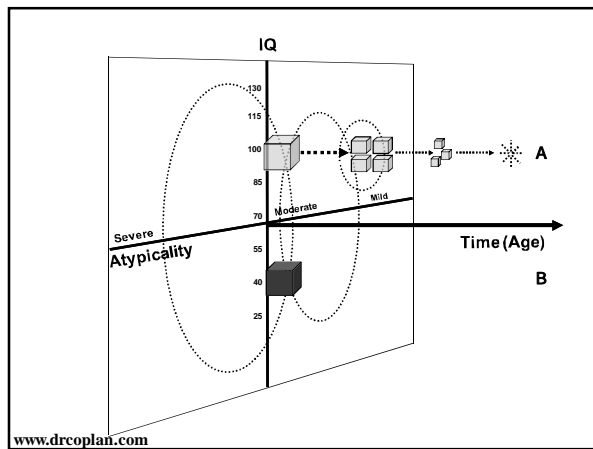 IQ
130
115
100
A
85
Mild
Moderate
70
Severe
Time (Age)
Atypicality
55
B
40
25
www.drcoplan.com